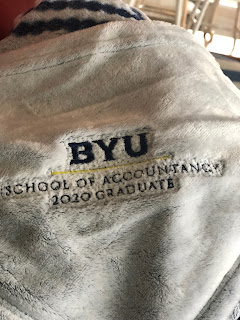 BYU
SCHOOL OF ACCOUNTANCY
2020 GRADUATE